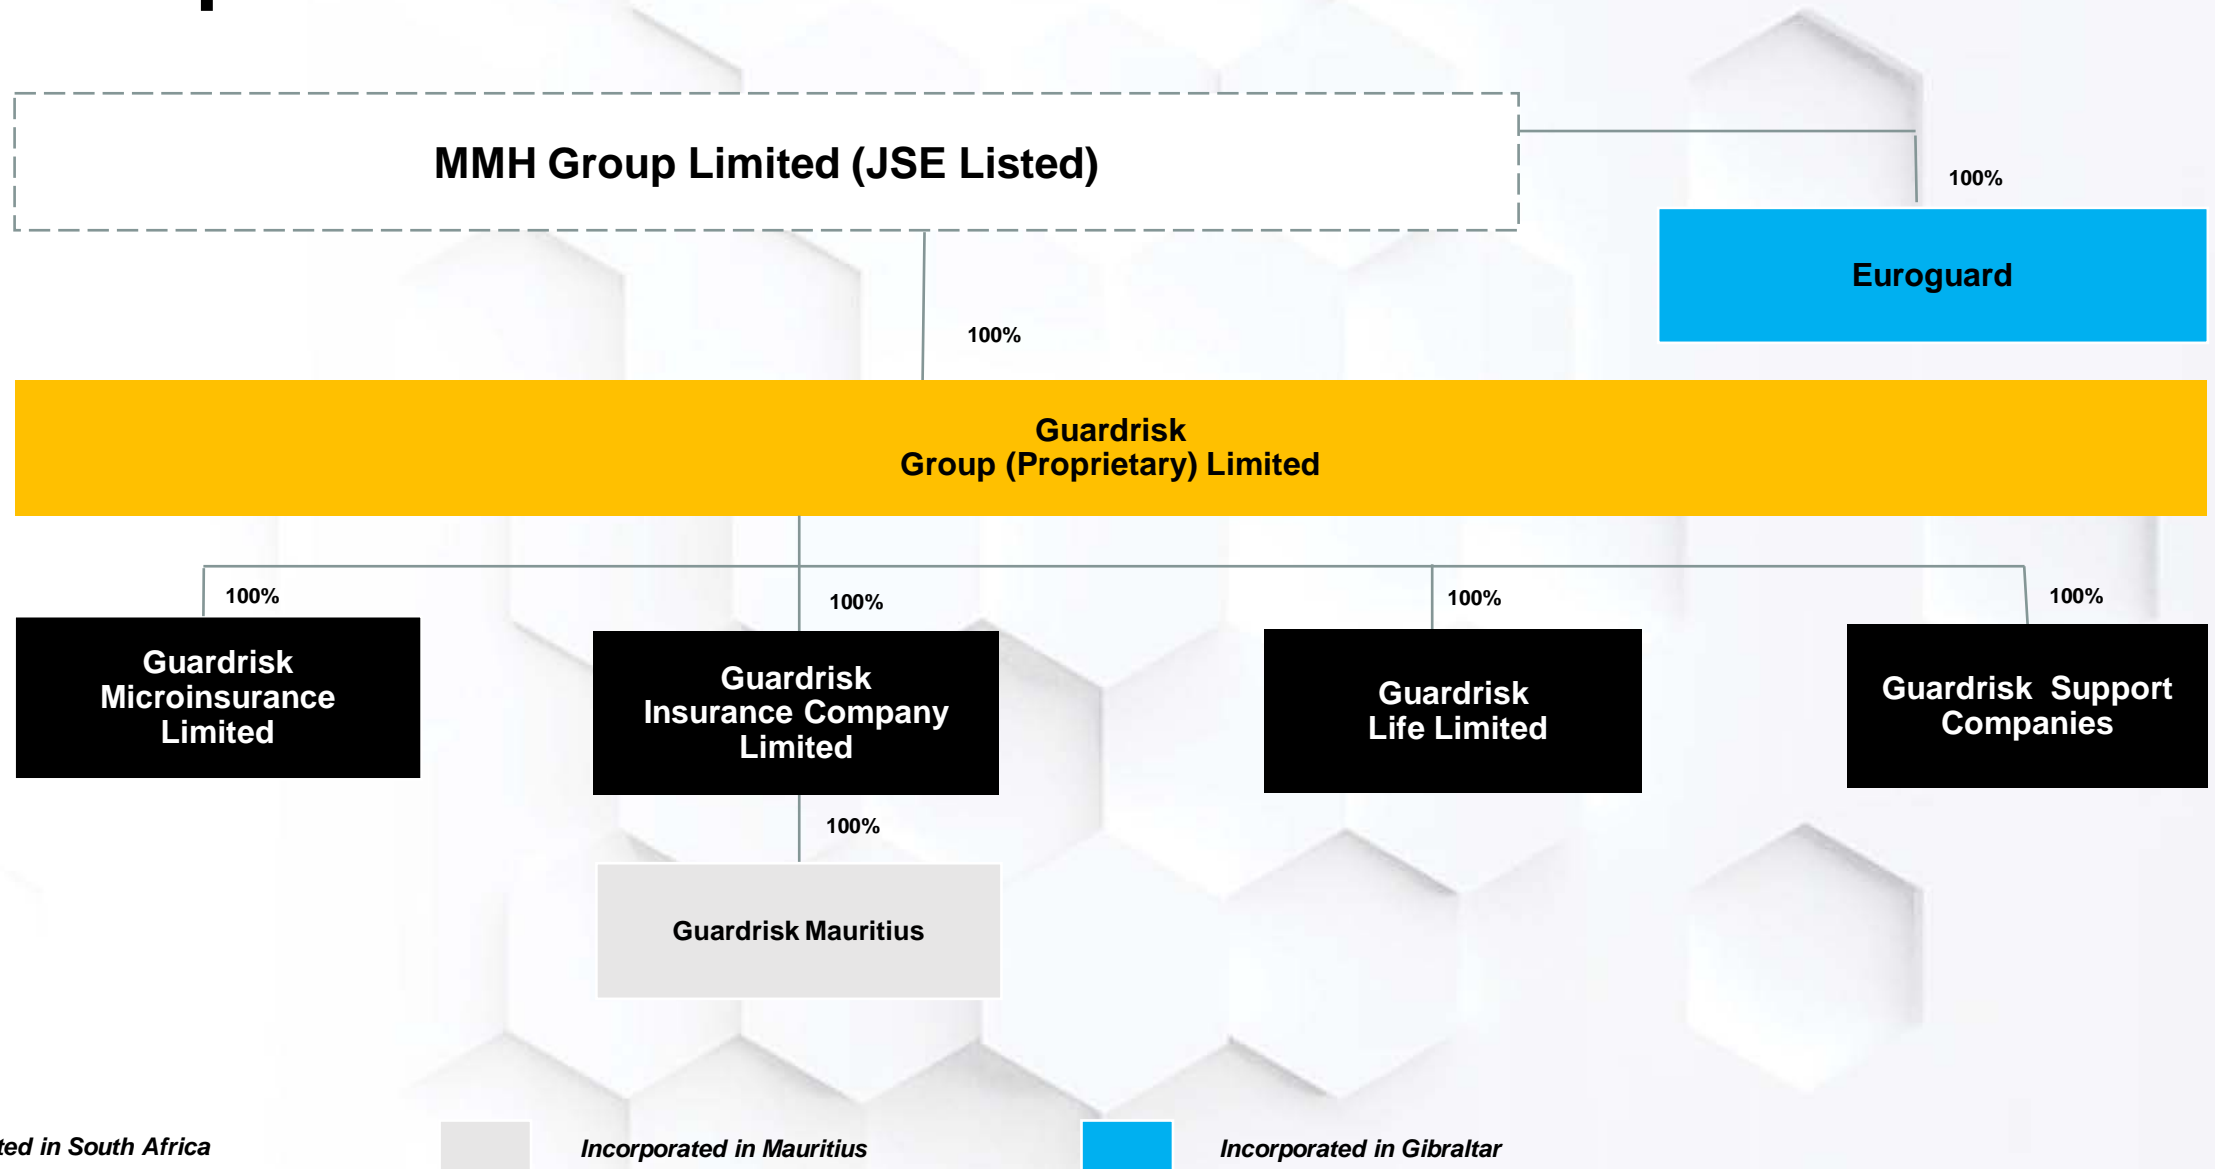 MMH Group Limited (JSE Listed)
100%
Euroguard
100%
Guardrisk
Group (Proprietary) Limited
100%
100%
100%
100%
Guardrisk
Microinsurance
Limited
Guardrisk
Insurance Company
Limited
Guardrisk
Life Limited
Guardrisk Support
Companies
100%
Guardrisk Mauritius
in South Africa
Incorporated in Mauritius
Incorporated in Gibraltar